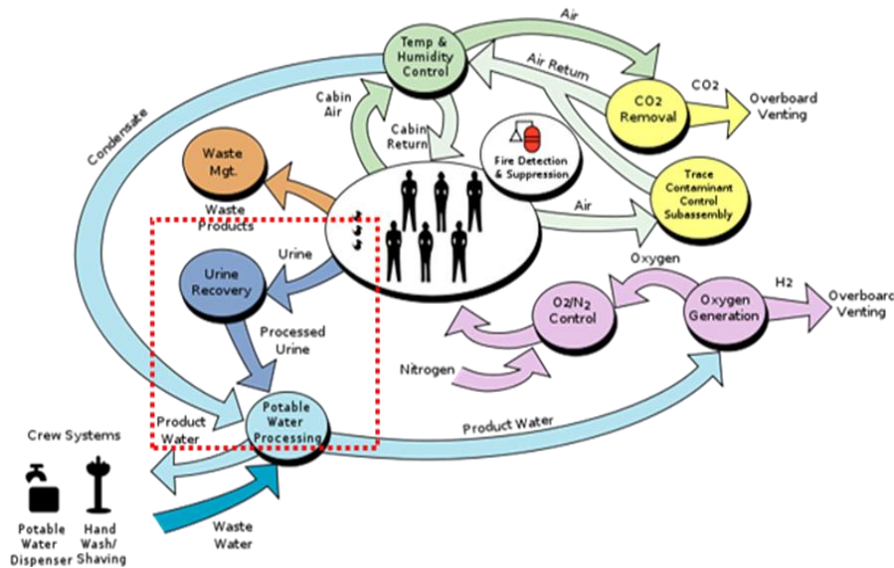 Temp &
Humidity
Control
Air
Air Return
CO2
Removal
CO2
Overboard
Venting
Cabin
Air
Cabin
Return
Condensate
Waste
Mgt.
Fire Detection
& Suppression
Trace
Contaminant
Control
Subassembly
Waste
Products
Air
Urine
Urine
Recovery
Oxygen
O2/N2
Control
Oxygen
Generation
H2
Overboard
Venting
Processed
Urine
Nitrogen
Potable
Water
Processing
Product
Water
Product Water
Crew Systems
Potable
Water
Dispenser
Hand
Wash/
Shaving
Waste
Water